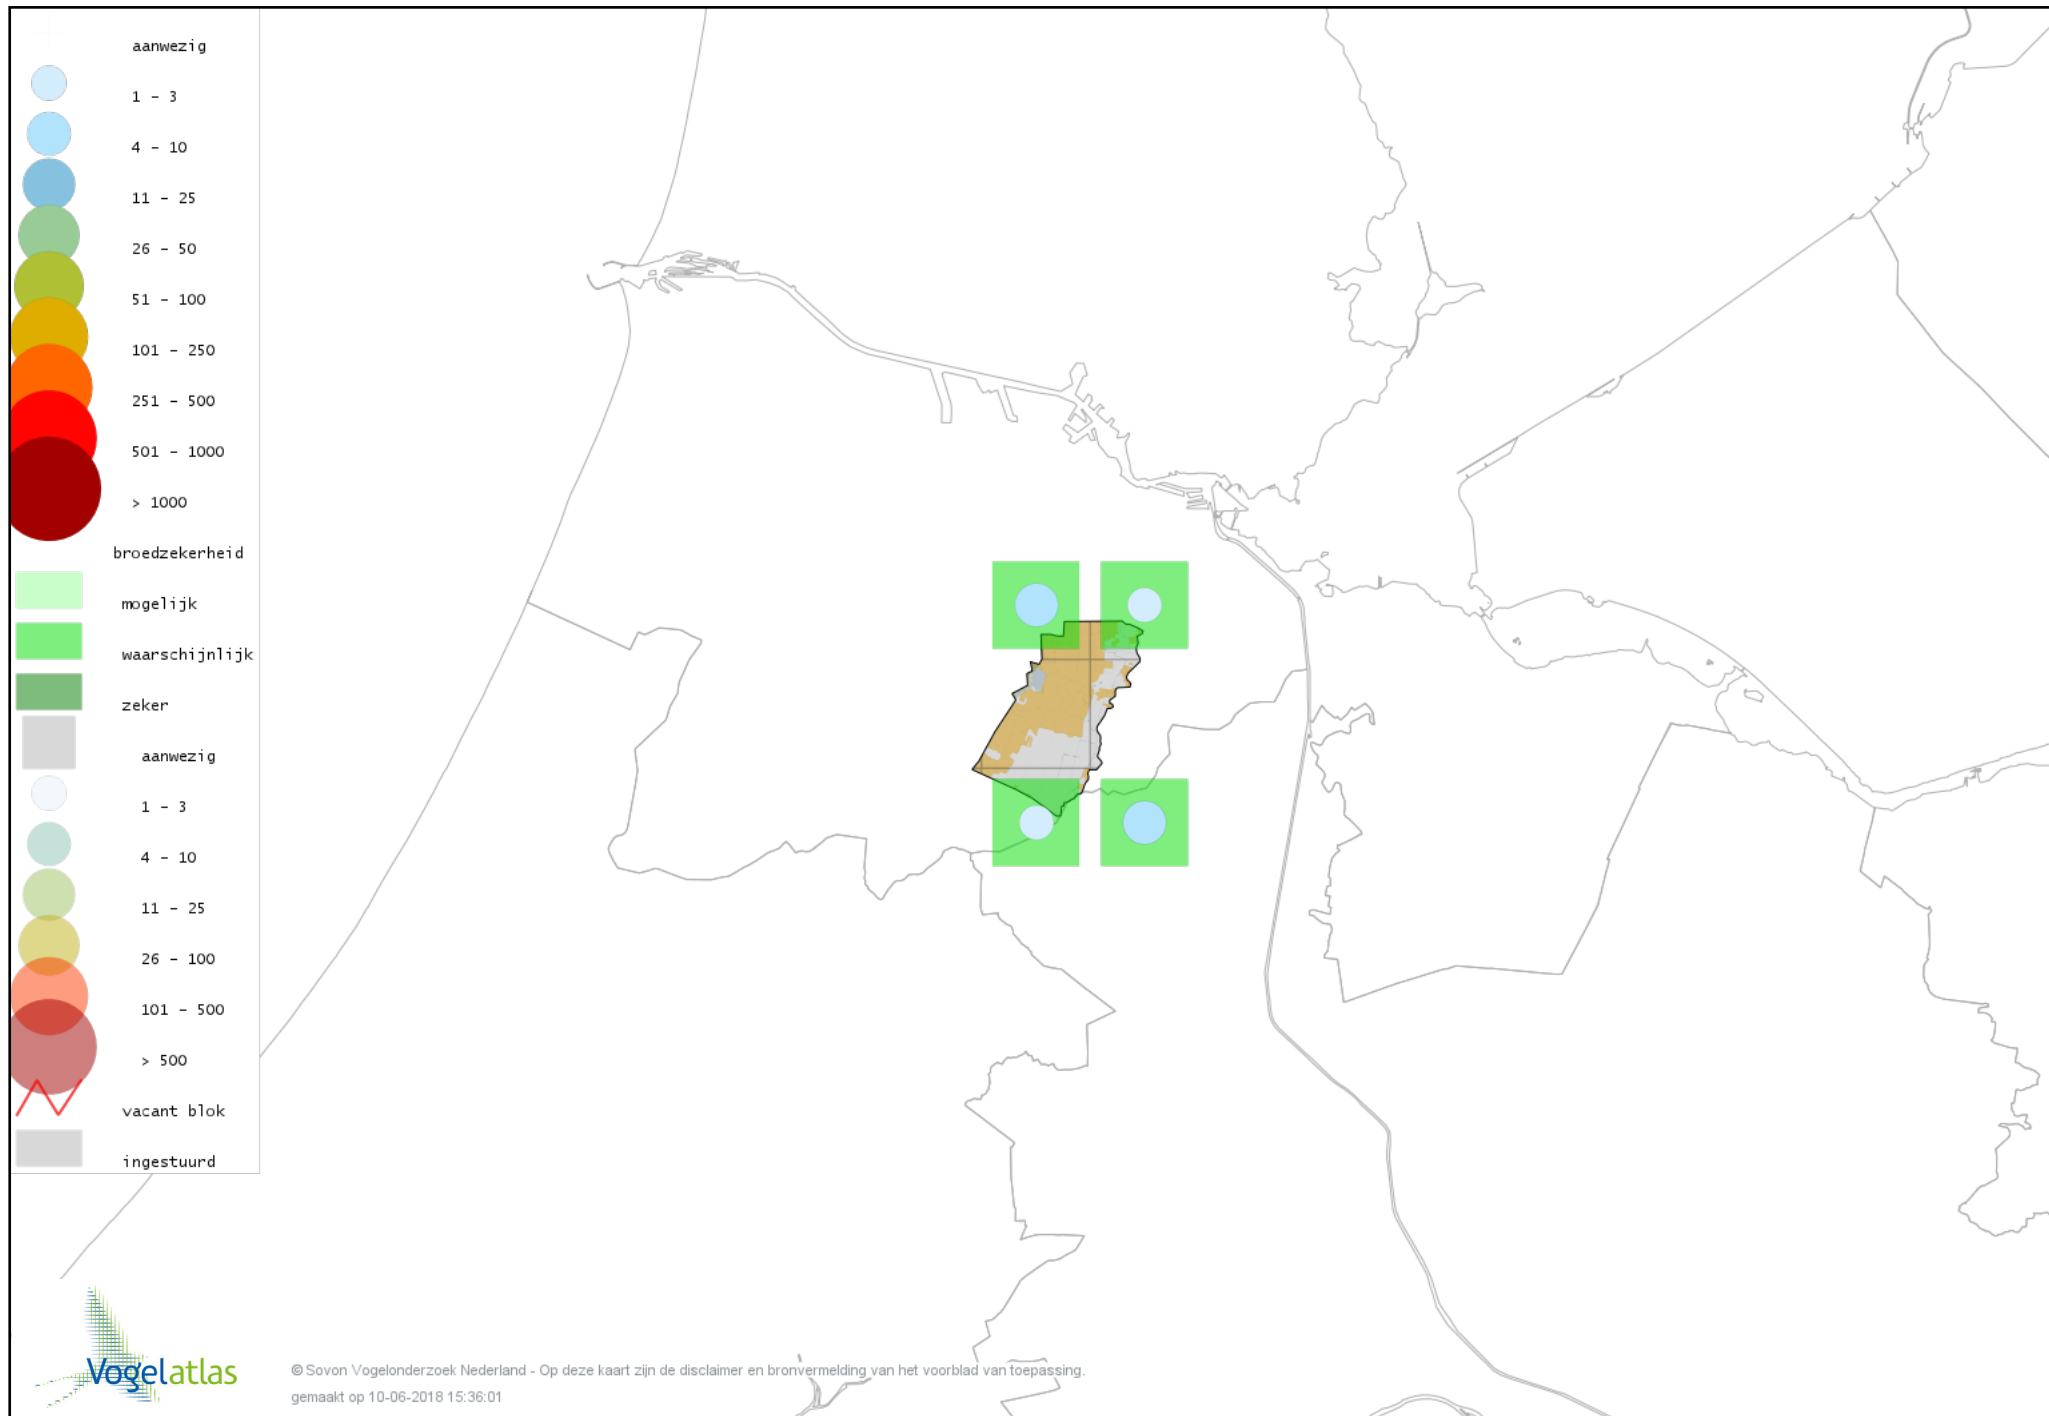 aanwezig
1 - 3
4 - 10
11 - 25
26 - 50
51 - 100
101 - 250
251 - 500
501 - 1000
> 1000
broedzekerheid
mogelijk
waarschijnlijk
zeker
aanwezig
1 - 3
4 - 10
11 - 25
26 - 100
101 - 500
> 500
vacant blok
ingestuurd
Vogelatlas
© Sovon Vogelonderzoek Nederland - Op deze kaart zijn de disclaimer en bronvermelding van het voorblad van toepassing.
gemaakt op 10-06-2018 15:36:01